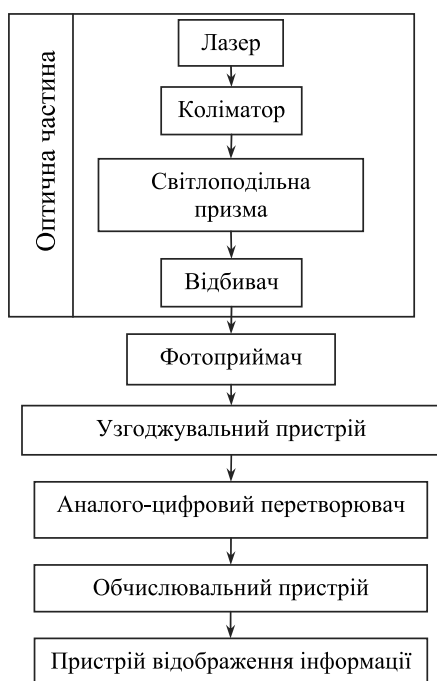 Оптична частина
Лазер
Коліматор
Світлоподільна
призма
Відбивач
Фотоприймач
Узгоджувальний пристрій
Аналого-цифровий перетворювач
Обчислювальний пристрій
Пристрій відображення інформації